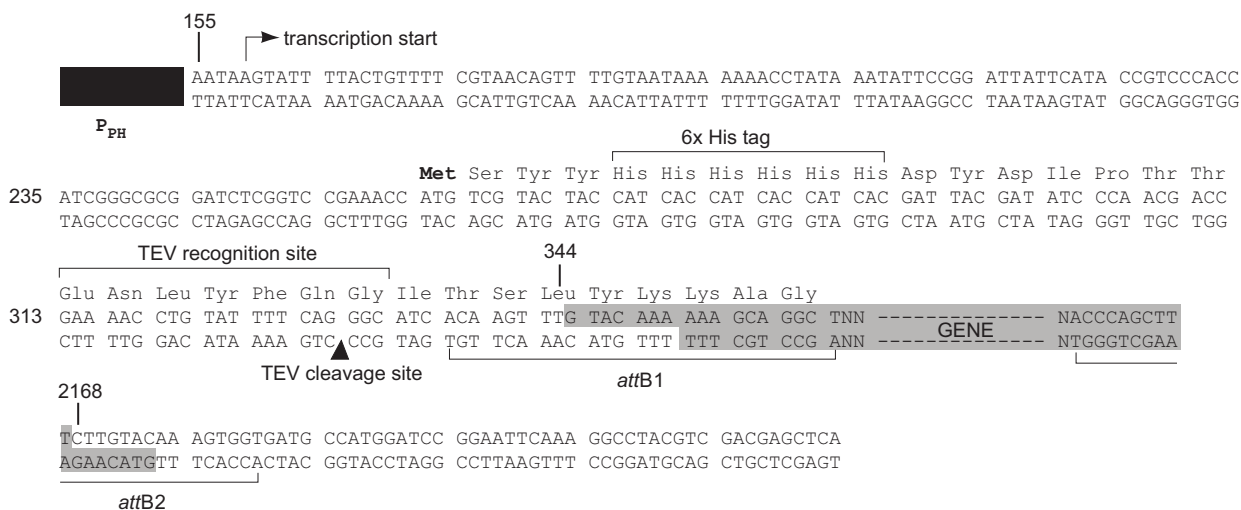 155
transcription start
AATAAGTATT TTACTGTTTT CGTAACAGTT TTGTAATAAA AAAACCTATA AATATTCCGG ATTATTCATA CCGTCCCACC
TTATTCATAA AATGACAAAA GCATTGTCAA AACATTATTT TTTTGGATAT TTATAAGGCC TAATAAGTAT GGCAGGGTGG
PPH
6x His tag
Met Ser Tyr Tyr His His His His His His Asp Tyr Asp Ile Pro Thr Thr
235 ATCGGGCGCG GATCTCGGTC CGAAACC ATG TCG TAC TAC CAT CAC CAT CAC CAT CAC GAT TAC GAT ATC CCA ACG ACC
TAGCCCGCGC CTAGAGCCAG GCTTTGG TAC AGC ATG ATG GTA GTG GTA GTG GTA GTG CTA ATG CTA TAG GGT TGC TGG
TEV recognition site
344
Glu Asn Leu Tyr Phe Gln Gly Ile Thr Ser Leu Tyr Lys Lys Ala Gly
313 GAA AAC CTG TAT TTT CAG GGC ATC ACA AGT TTG TACAAA AAA GCA GGC TNN -------------- NACCCAGCTT
CTT TTG GAC ATA AAA GTC CCG TAG TGT TCA AAC ATG TTT TTT CGT CCG ANN -------------- NTGGGTCGAA
GENE
TEV cleavage site
attB1
2168
TCTTGTACAA AGTGGTGATG CCATGGATCC GGAATTCAAA GGCCTACGTC GACGAGCTCA
AGAACATGTT TCACCACTAC GGTACCTAGG CCTTAAGTTT CCGGATGCAG CTGCTCGAGT
attB2